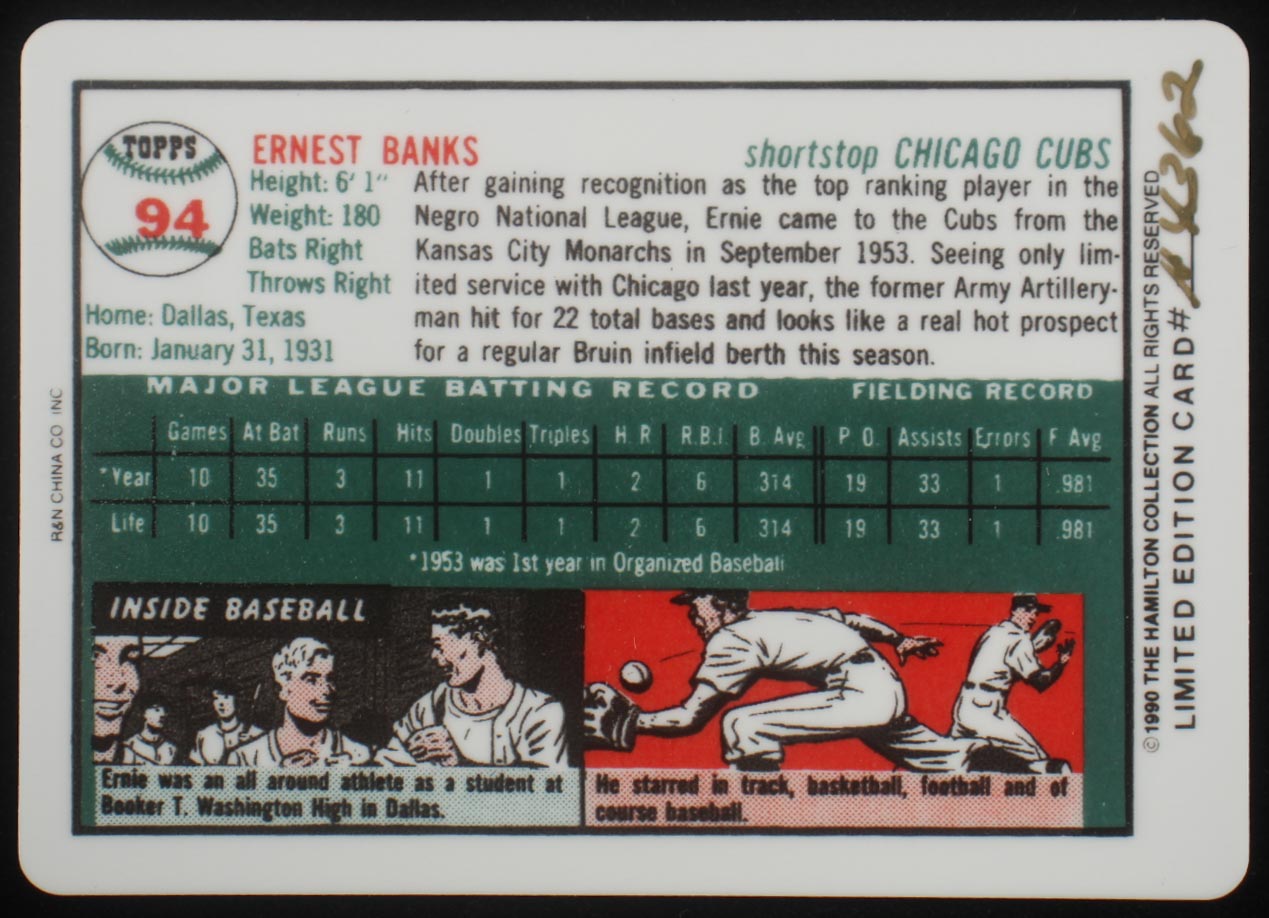 TOPPS
94
ERNEST BANKS
shortstop CHICAGO CUBS
Height: 6' 1"
Weight: 180
Bats Right
Throws Right
Home: Dallas, Texas
Born: January 31, 1931
After gaining recognition as the top ranking player in the
Negro National League, Ernie came to the Cubs from the
Kansas City Monarchs in September 1953. Seeing only lim-
ited service with Chicago last year, the former Army Artillery-
man hit for 22 total bases and looks like a real hot prospect
for a regular Bruin infield berth this season.
MAJOR LEAGUE BATTING RECORD FIELDING RECORD
Games At Bat Runs Hits Doubles Triples H. R. R.B.I. B. Avg. P. O. Assists Errors F. Avg.
*Year 10 35 3 11 1 1 2 6 .314 19 33 1 .981
Life 10 35 3 11 1 1 2 6 .314 19 33 1 .981
*1953 was 1st year in Organized Baseball
INSIDE BASEBALL
Ernie was an all around athlete as a student at
Booker T. Washington High in Dallas.
He starred in track, basketball, football and of
course baseball.
R&N CHINA CO INC
©1990 THE HAMILTON COLLECTION ALL RIGHTS RESERVED
LIMITED EDITION CARD#